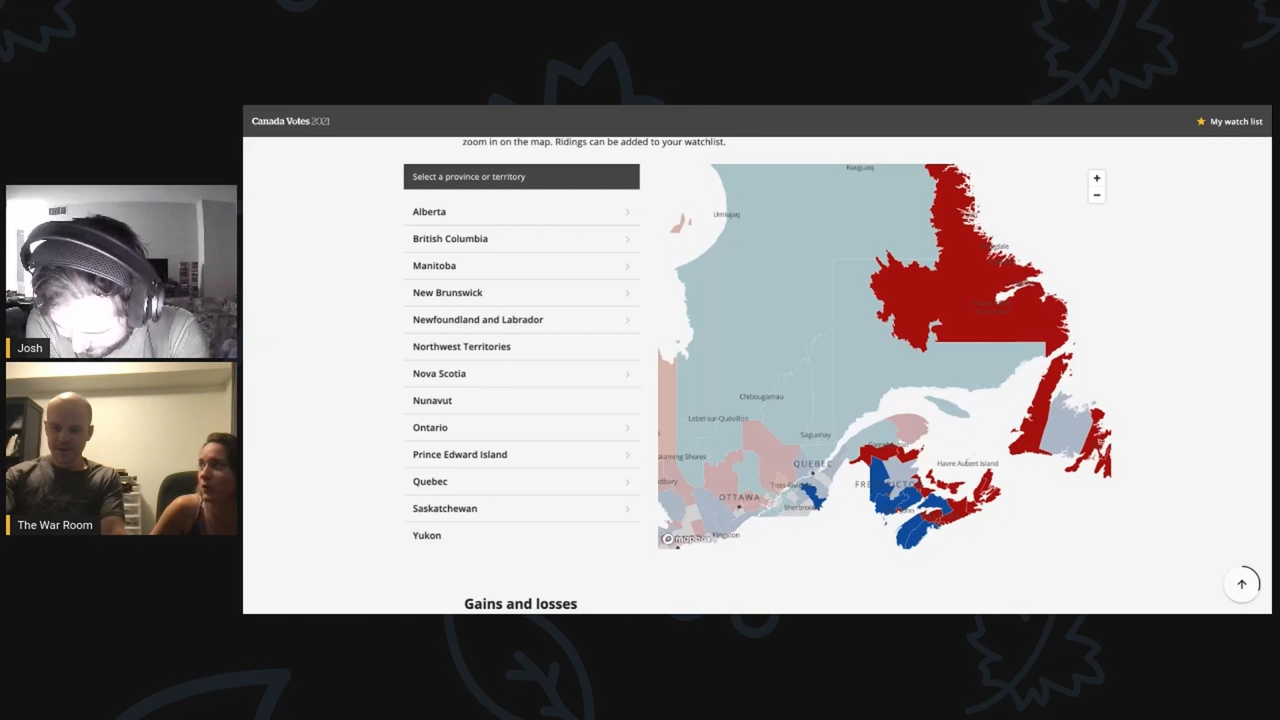 Canada Votes 2021
My watch list
zoom in on the map. Ridings can be added to your watchlist.
Select a province or territory
Alberta
British Columbia
Manitoba
New Brunswick
Newfoundland and Labrador
Northwest Territories
Nova Scotia
Nunavut
Ontario
Prince Edward Island
Quebec
Saskatchewan
Yukon
Kuujjuaq
Umiujaq
+
-
Chibougamau
Lebel-sur-Quévillon
Saguenay
QUEBEC
Havre Aubert Island
OTTAWA
Sherbrooke
Kingston
mapbox
Gains and losses
Josh
The War Room